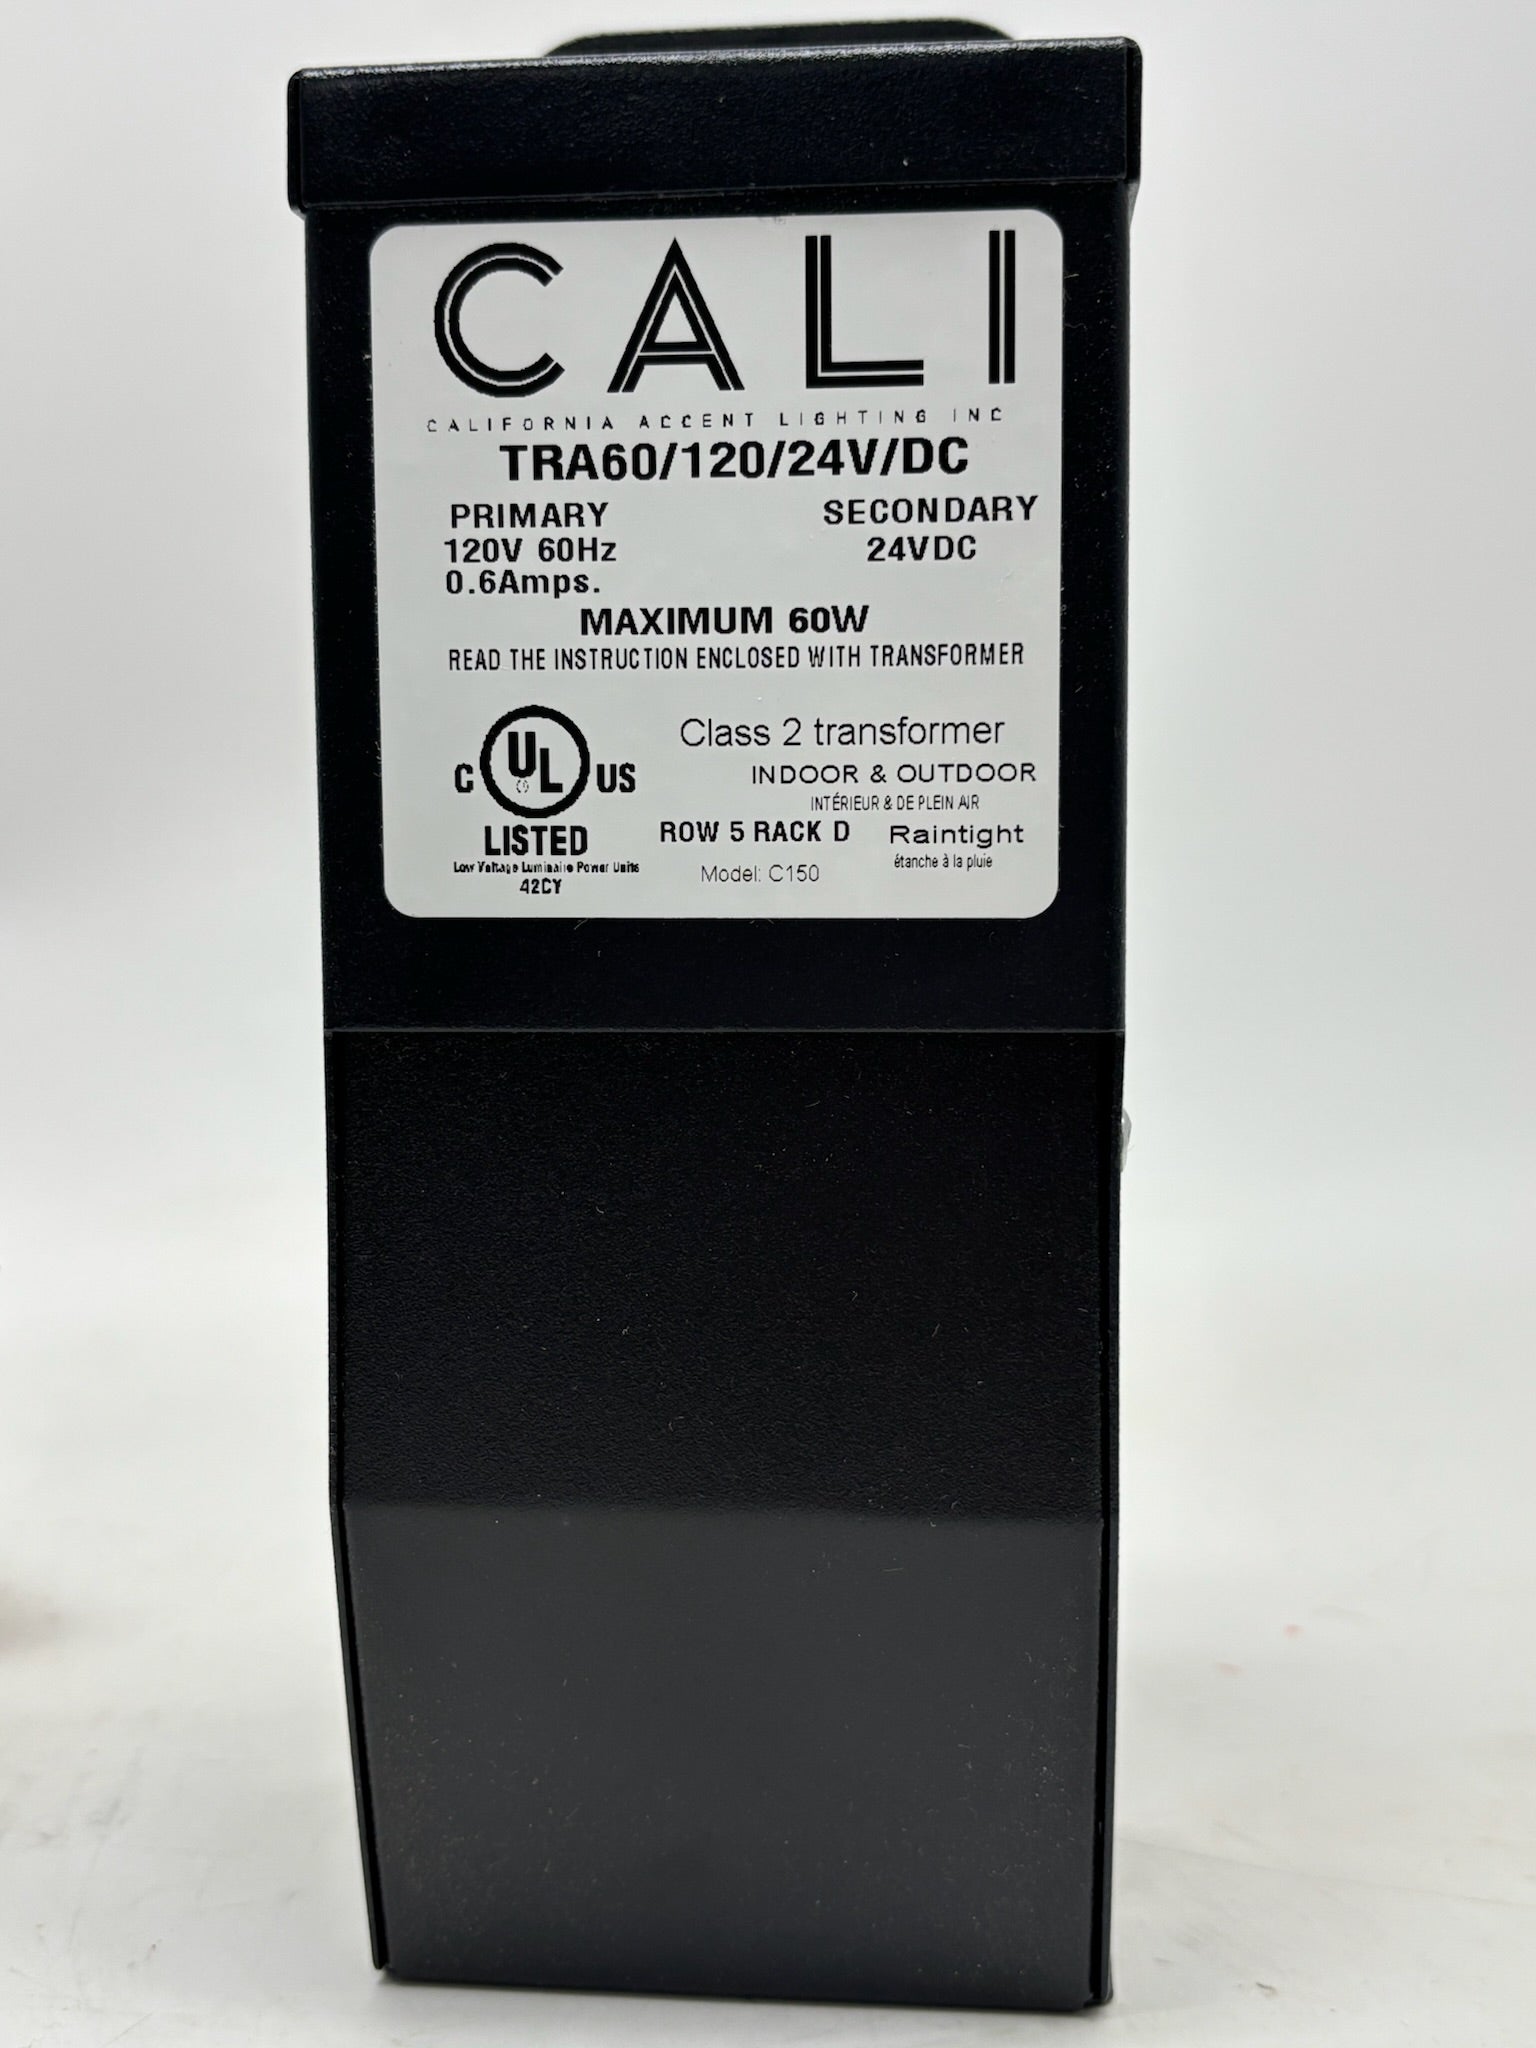 CALI
CALIFORNIA ACCENT LIGHTING INC
TRA60/120/24V/DC
PRIMARY
120V 60Hz
0.6Amps.
SECONDARY
24VDC
MAXIMUM 60W
READ THE INSTRUCTION ENCLOSED WITH TRANSFORMER
C UL US
LISTED
Low Voltage Luminaire Power Units
42CY
Class 2 transformer
INDOOR & OUTDOOR
INTÉRIEUR & DE PLEIN AIR
ROW 5 RACK D
Model: C150
Raintight
étanche à la pluie